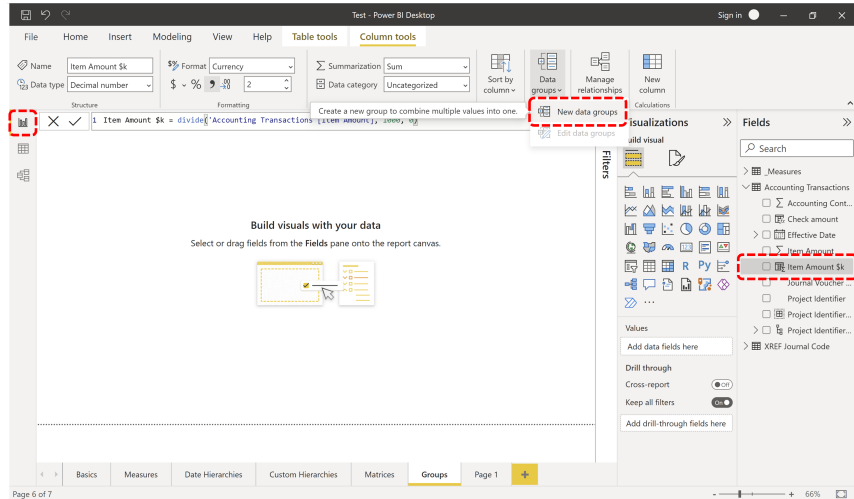 Test - Power BI Desktop
Sign in
File Home Insert Modeling View Help Table tools Column tools
Name Item Amount $k
$% Format Currency
Σ Summarization Sum
Data type Decimal number
$ % 9 .00 2
Data category Uncategorized
Sort by column
Data groups
Manage relationships
New column
Structure
Formatting
Calculations
Create a new group to combine multiple values into one.
New data groups
Edit data groups
1 Item Amount $k = divide('Accounting Transactions'[Item Amount], 1000, 0)
Filters
Build visuals with your data
Select or drag fields from the Fields pane onto the report canvas.
isualizations
uild visual
R Py
123
...
Values
Add data fields here
Drill through
Cross-report Off
Keep all filters On
Add drill-through fields here
Fields
Search
_Measures
Accounting Transactions
Σ Accounting Cont...
Check amount
Effective Date
Σ Item Amount
Item Amount $k
Journal Voucher ...
Project Identifier
Project Identifier...
Project Identifier...
XREF Journal Code
Basics Measures Date Hierarchies Custom Hierarchies Matrices Groups Page 1 +
Page 6 of 7
- + 66%